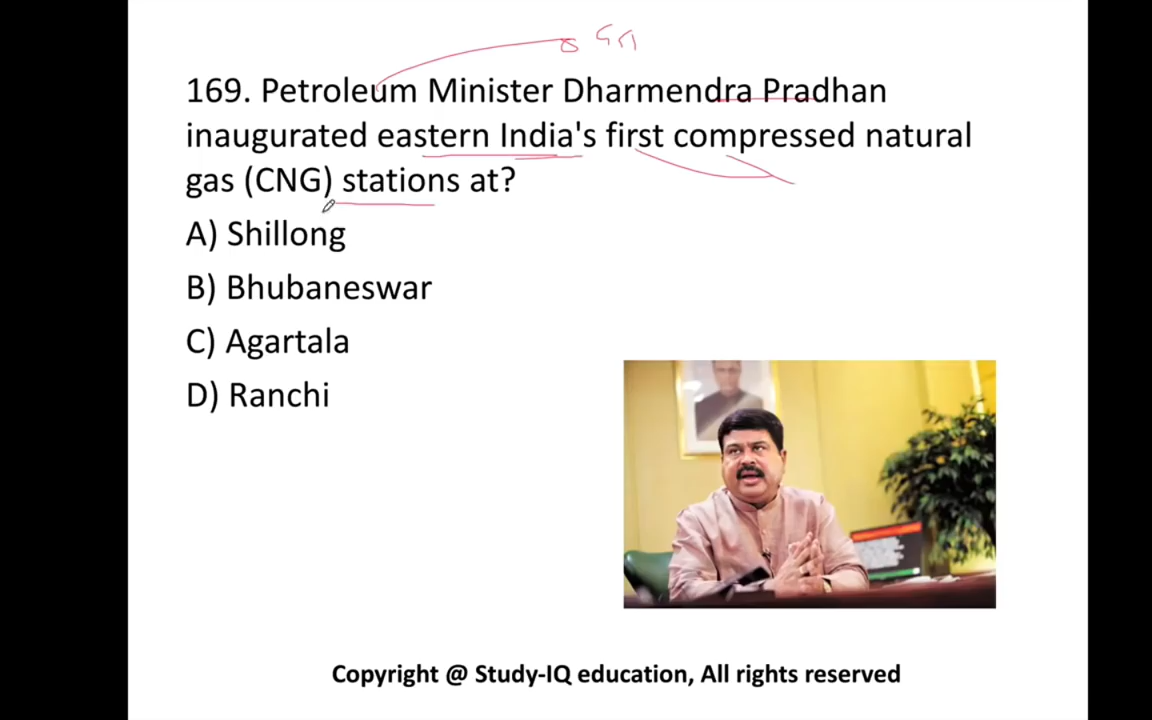 169. Petroleum Minister Dharmendra Pradhan
inaugurated eastern India's first compressed natural
gas (CNG) stations at?
A) Shillong
B) Bhubaneswar
C) Agartala
D) Ranchi
Copyright @ Study-IQ education, All rights reserved